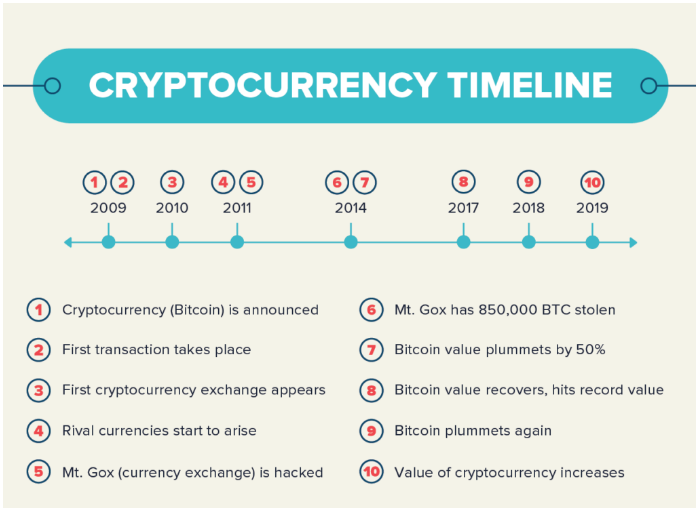 CRYPTOCURRENCY TIMELINE
1 2 3 4 5 6 7 8 9 10
2009 2010 2011 2014 2017 2018 2019
1 Cryptocurrency (Bitcoin) is announced
2 First transaction takes place
3 First cryptocurrency exchange appears
4 Rival currencies start to arise
5 Mt. Gox (currency exchange) is hacked
6 Mt. Gox has 850,000 BTC stolen
7 Bitcoin value plummets by 50%
8 Bitcoin value recovers, hits record value
9 Bitcoin plummets again
10 Value of cryptocurrency increases